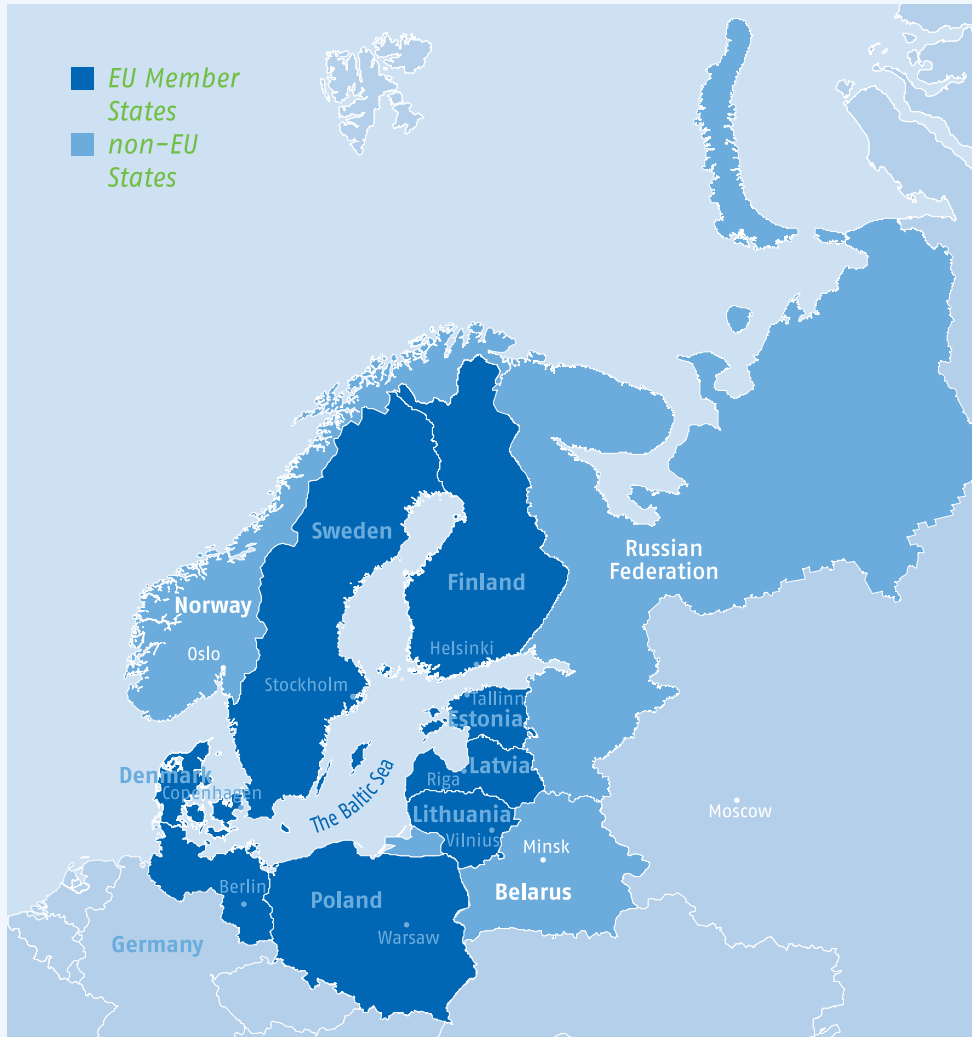 EU Member
States
non-EU
States
Sweden
Finland
Russian
Federation
Norway
Oslo
Helsinki
Stockholm
Tallinn
Estonia
Denmark
Copenhagen
Riga
Latvia
The Baltic Sea
Lithuania
Vilnius
Moscow
Minsk
Belarus
Berlin
Poland
Warsaw
Germany